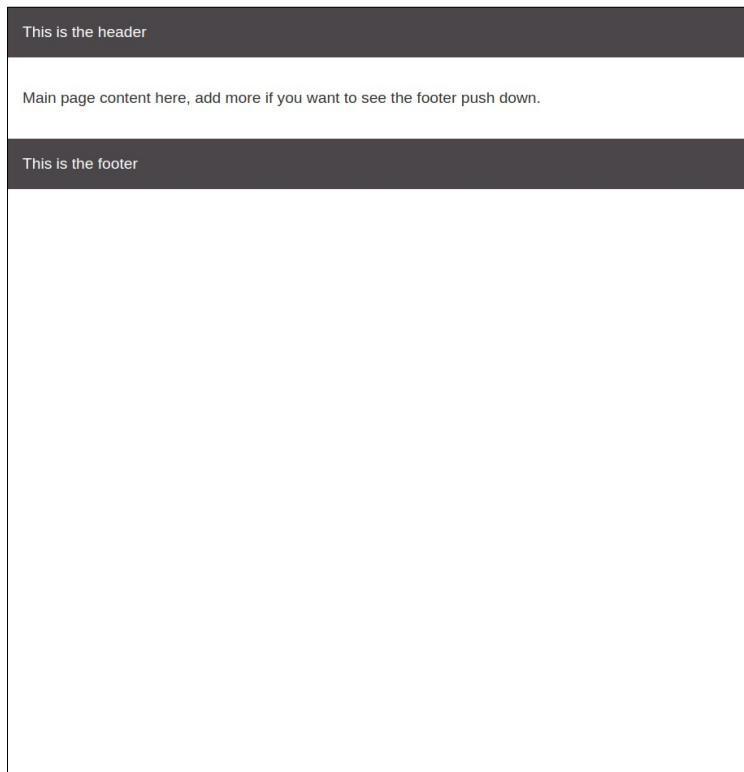 This is the header
Main page content here, add more if you want to see the footer push down.
This is the footer